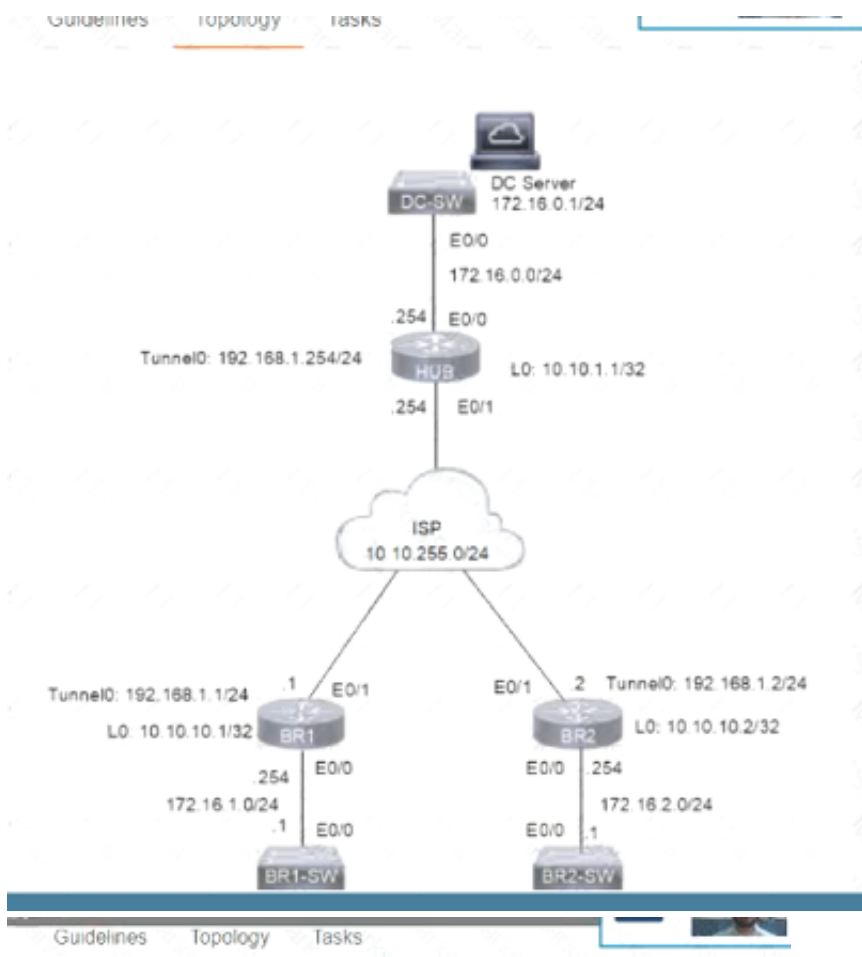 Guidelines Topology Tasks
DC Server
DC-SW 172.16.0.1/24
E0/0
172.16.0.0/24
.254 E0/0
Tunnel0: 192.168.1.254/24
HUB L0: 10.10.1.1/32
.254 E0/1
ISP
10.10.255.0/24
Tunnel0: 192.168.1.1/24 .1 E0/1
E0/1 .2 Tunnel0: 192.168.1.2/24
L0: 10.10.10.1/32 BR1
BR2 L0: 10.10.10.2/32
.254 E0/0
E0/0 .254
172.16.1.0/24
172.16.2.0/24
.1 E0/0
E0/0 .1
BR1-SW
BR2-SW
Guidelines Topology Tasks